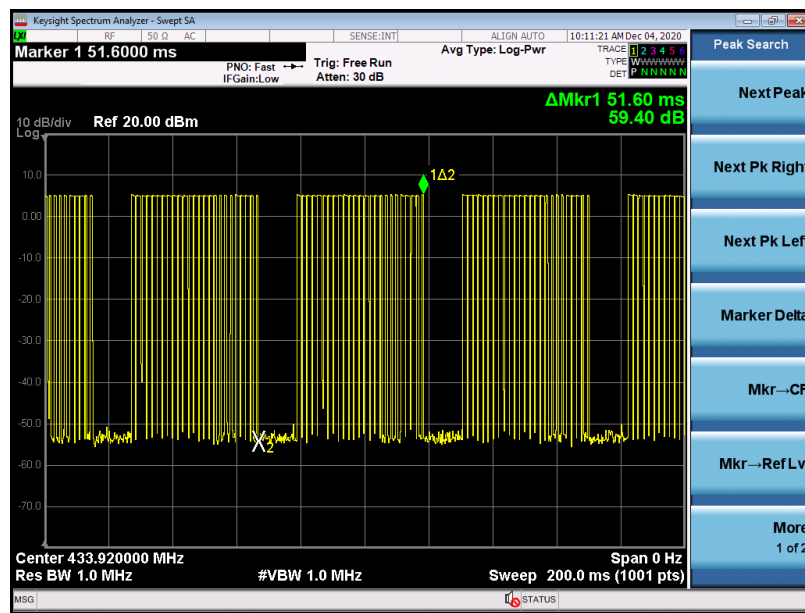 Keysight Spectrum Analyzer - Swept SA
LXI RF 50 Ω AC SENSE:INT ALIGN AUTO 10:11:21 AM Dec 04, 2020
Marker 1 51.6000 ms
PNO: Fast
IFGain:Low
Trig: Free Run
Atten: 30 dB
Avg Type: Log-Pwr
TRACE 1 2 3 4 5 6
TYPE WWWWWW
DET P N N N N N
ΔMkr1 51.60 ms
59.40 dB
10 dB/div Ref 20.00 dBm
Log
1Δ2
10.0
0.00
-10.0
-20.0
-30.0
-40.0
-50.0
-60.0
-70.0
X2
Center 433.920000 MHz Span 0 Hz
Res BW 1.0 MHz #VBW 1.0 MHz Sweep 200.0 ms (1001 pts)
MSG STATUS
Peak Search
Next Peak
Next Pk Righ
Next Pk Lef
Marker Delta
Mkr→CF
Mkr→Ref Lv
More
1 of 2